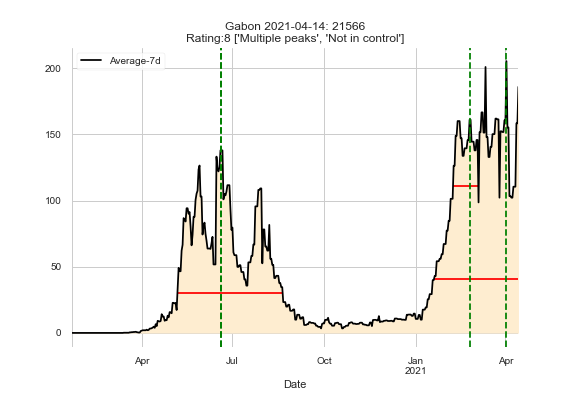 Gabon 2021-04-14: 21566
Rating:8 ['Multiple peaks', 'Not in control']
Average-7d
200
150
100
50
0
Apr Jul Oct Jan Apr
2021
Date